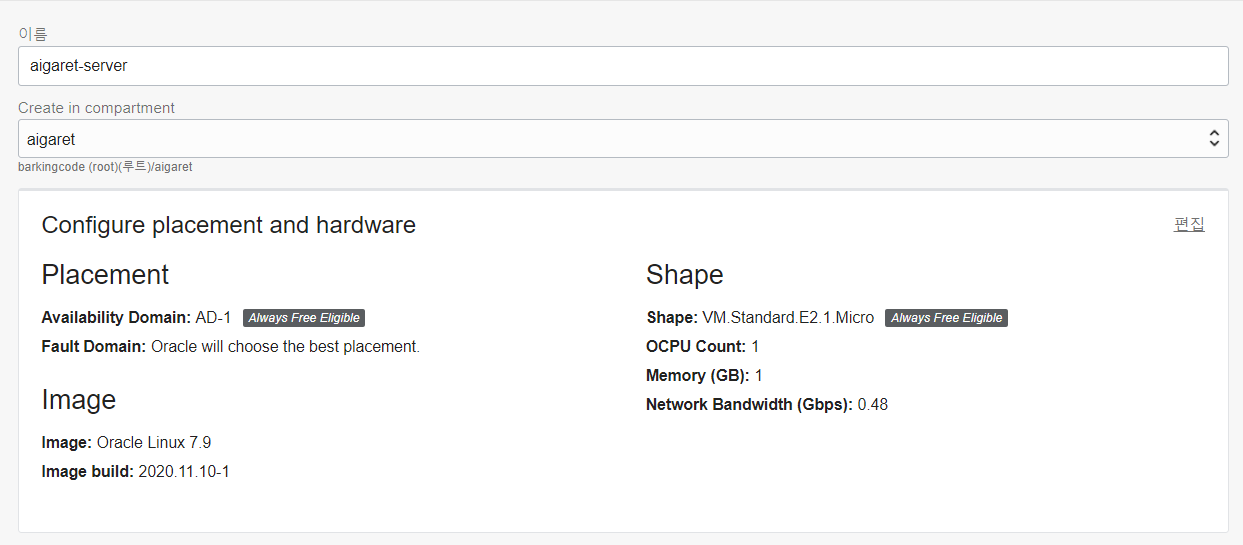 이름
aigaret-server
Create in compartment
aigaret
barkingcode (root)(루트)/aigaret
Configure placement and hardware
편집
Placement
Availability Domain: AD-1 Always Free Eligible
Fault Domain: Oracle will choose the best placement.
Image
Image: Oracle Linux 7.9
Image build: 2020.11.10-1
Shape
Shape: VM.Standard.E2.1.Micro Always Free Eligible
OCPU Count: 1
Memory (GB): 1
Network Bandwidth (Gbps): 0.48